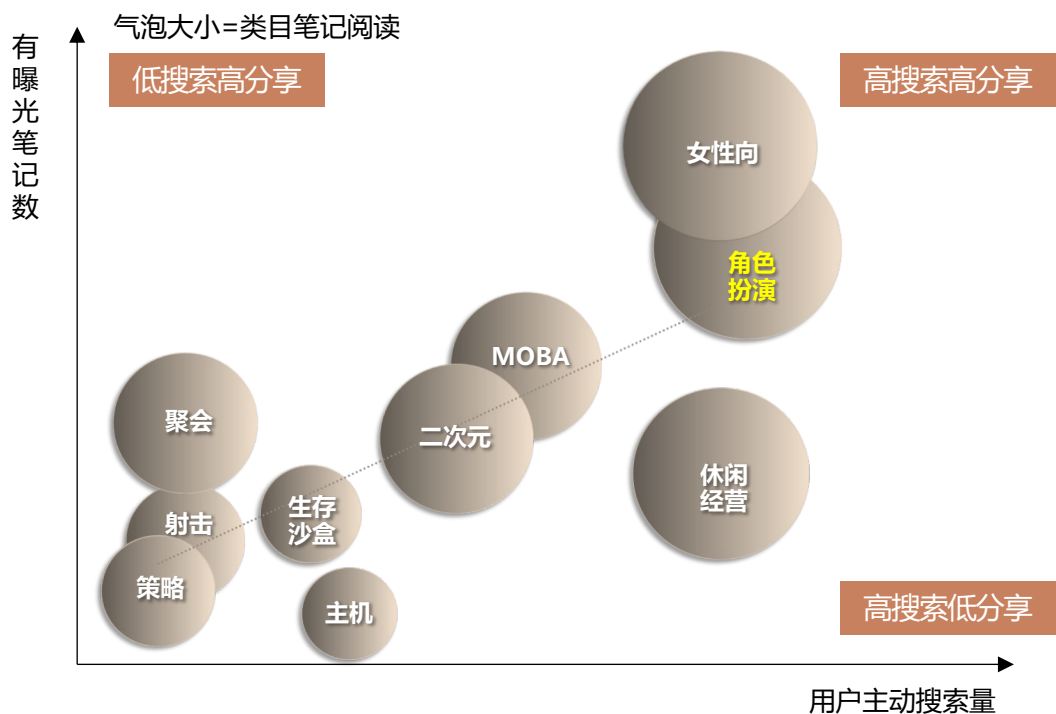 气泡大小=类目笔记阅读
有
曝
光
笔
记
数
低搜索高分享
高搜索高分享
女性向
角色
扮演
MOBA
聚会
二次元
休闲
经营
生存
沙盒
射击
策略
主机
高搜索低分享
用户主动搜索量